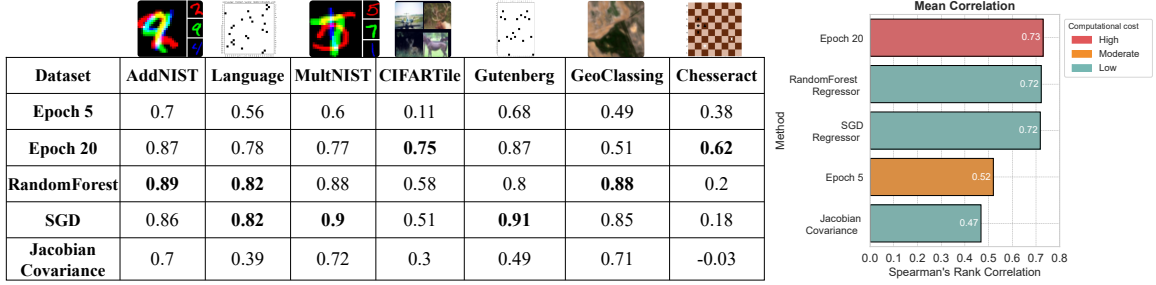 2
9
4
5
7
1
Dataset AddNIST Language MultNIST CIFARTile Gutenberg GeoClassing Chesseract
Epoch 5 0.7 0.56 0.6 0.11 0.68 0.49 0.38
Epoch 20 0.87 0.78 0.77 0.75 0.87 0.51 0.62
RandomForest 0.89 0.82 0.88 0.58 0.8 0.88 0.2
SGD 0.86 0.82 0.9 0.51 0.91 0.85 0.18
Jacobian
Covariance 0.7 0.39 0.72 0.3 0.49 0.71 -0.03
Mean Correlation
Method
Epoch 20 0.73
RandomForest
Regressor 0.72
SGD
Regressor 0.72
Epoch 5 0.52
Jacobian
Covariance 0.47
0.0 0.1 0.2 0.3 0.4 0.5 0.6 0.7 0.8
Spearman's Rank Correlation
Computational cost
High
Moderate
Low